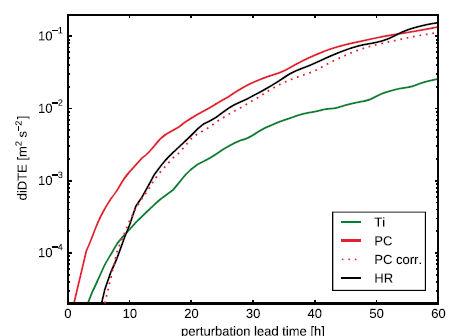 diDTE [m² s⁻²]
10⁻¹
10⁻²
10⁻³
10⁻⁴
Ti
PC
PC corr.
HR
0 10 20 30 40 50 60
perturbation lead time [h]